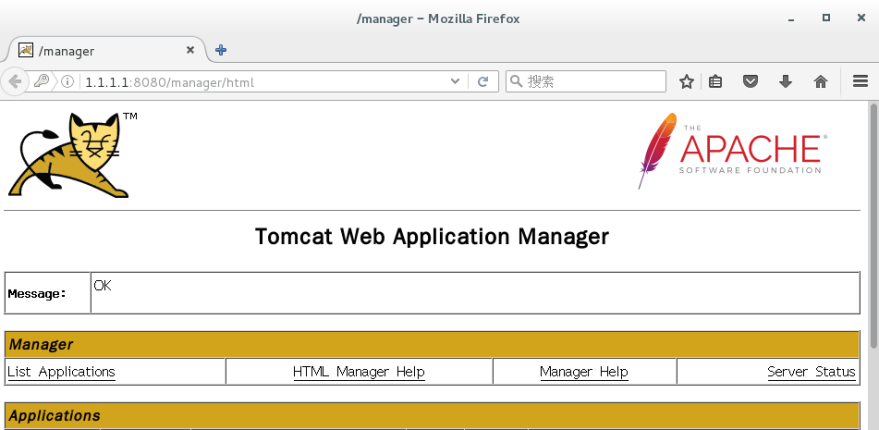 /manager - Mozilla Firefox
/manager
1.1.1.1:8080/manager/html
搜索
TM
THE
APACHE®
SOFTWARE FOUNDATION
Tomcat Web Application Manager
Message: OK
Manager
List Applications HTML Manager Help Manager Help Server Status
Applications